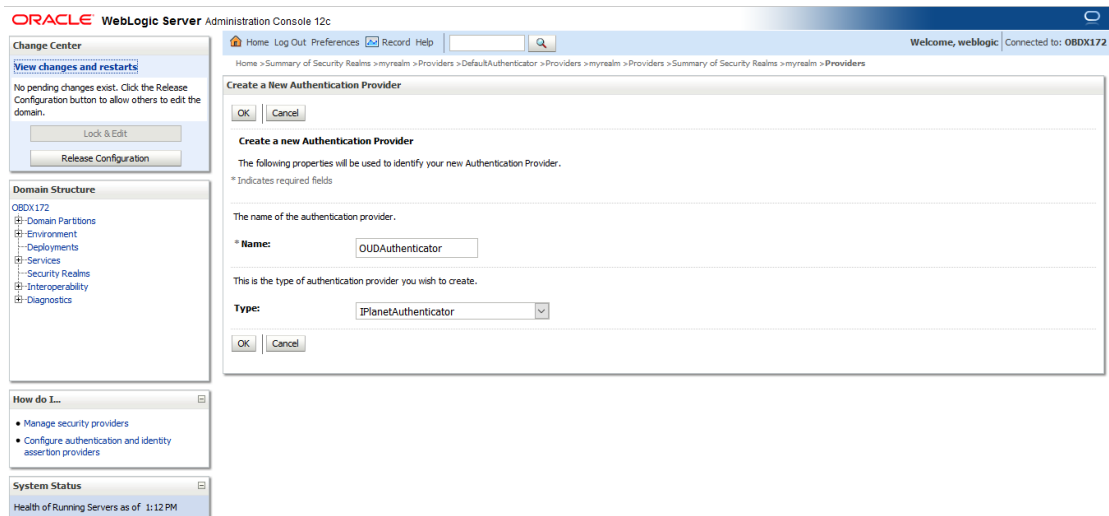 ORACLE WebLogic Server Administration Console 12c
Change Center
View changes and restarts
No pending changes exist. Click the Release
Configuration button to allow others to edit the
domain.
Lock & Edit
Release Configuration
Domain Structure
OBDX172
Domain Partitions
Environment
Deployments
Services
Security Realms
Interoperability
Diagnostics
How do I...
Manage security providers
Configure authentication and identity
assertion providers
System Status
Health of Running Servers as of 1:12 PM
Home Log Out Preferences Record Help
Welcome, weblogic Connected to: OBDX172
Home >Summary of Security Realms >myrealm >Providers >DefaultAuthenticator >Providers >myrealm >Providers >Summary of Security Realms >myrealm >Providers
Create a New Authentication Provider
OK Cancel
Create a new Authentication Provider
The following properties will be used to identify your new Authentication Provider.
* Indicates required fields
The name of the authentication provider.
* Name: OUDAuthenticator
This is the type of authentication provider you wish to create.
Type: IPlanetAuthenticator
OK Cancel